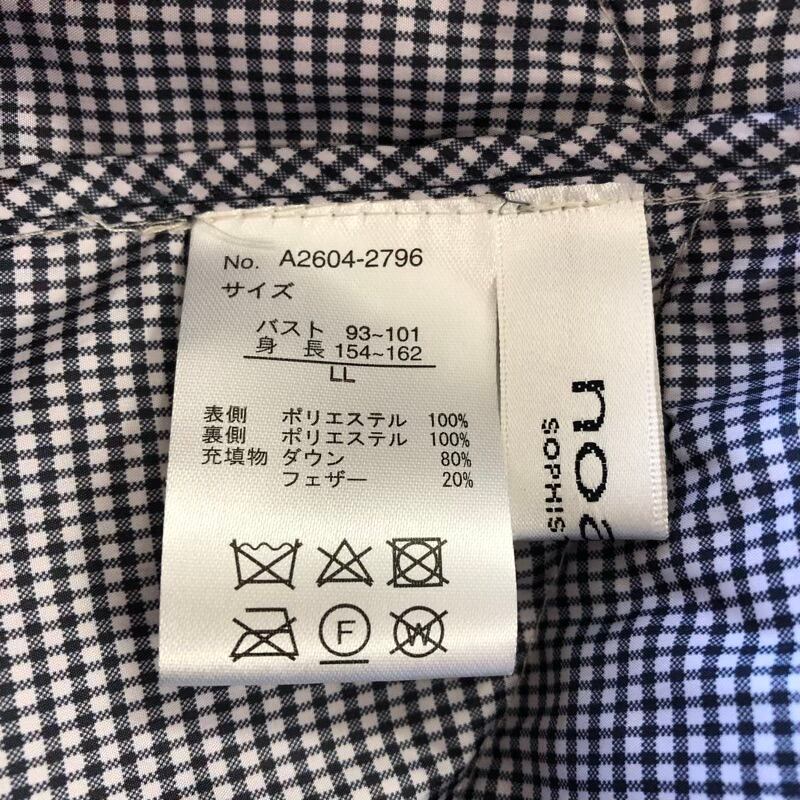 No. A2604-2796
サイズ
バスト 93~101
身 長 154~162
LL
表側 ポリエステル 100%
裏側 ポリエステル 100%
充填物 ダウン 80%
フェザー 20%
F
W
noa
SOPHIS